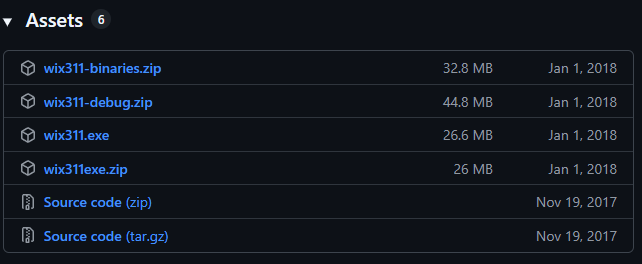 Assets 6
wix311-binaries.zip 32.8 MB Jan 1, 2018
wix311-debug.zip 44.8 MB Jan 1, 2018
wix311.exe 26.6 MB Jan 1, 2018
wix311exe.zip 26 MB Jan 1, 2018
Source code (zip) Nov 19, 2017
Source code (tar.gz) Nov 19, 2017